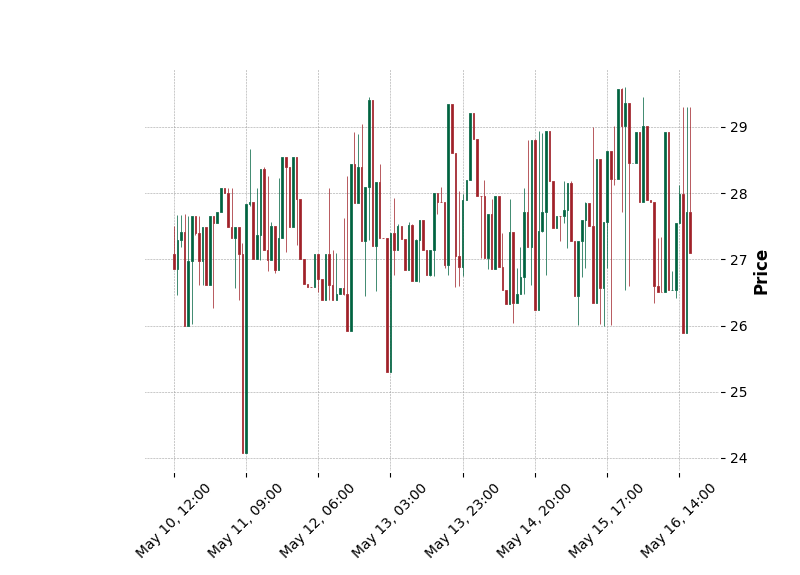 29
28
27
26
25
24
Price
May 10, 12:00
May 11, 09:00
May 12, 06:00
May 13, 03:00
May 13, 23:00
May 14, 20:00
May 15, 17:00
May 16, 14:00